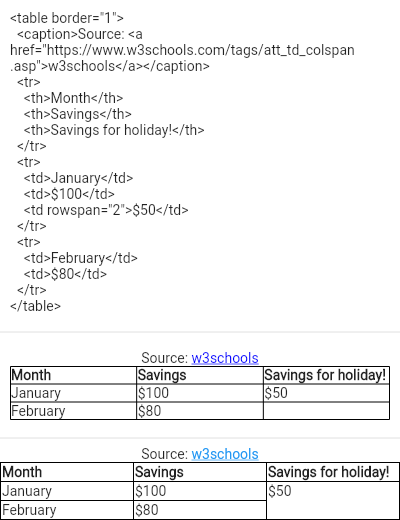 <table border="1">
<caption>Source: <a
href="https://www.w3schools.com/tags/att_td_colspan
.asp">w3schools</a></caption>
<tr>
<th>Month</th>
<th>Savings</th>
<th>Savings for holiday!</th>
</tr>
<tr>
<td>January</td>
<td>$100</td>
<td rowspan="2">$50</td>
</tr>
<tr>
<td>February</td>
<td>$80</td>
</tr>
</table>
Source: w3schools
Month Savings Savings for holiday!
January $100 $50
February $80
Source: w3schools
Month Savings Savings for holiday!
January $100 $50
February $80